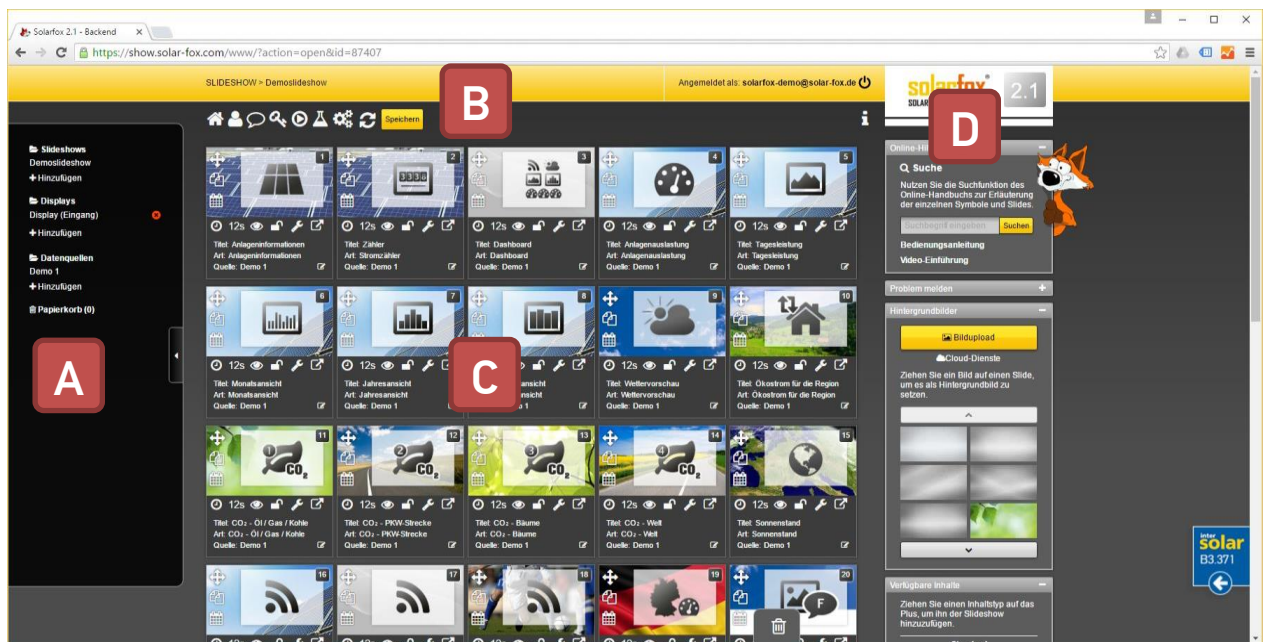 Solarfox 2.1 - Backend
https://show.solar-fox.com/www/?action=open&id=87407
SLIDESHOW > Demoslideshow
Angemeldet als: solarfox-demo@solar-fox.de
solarfox
2.1
Speichern
A
B
C
D
Slideshows
Demoslideshow
+Hinzufügen
Displays
Display (Eingang)
+Hinzufügen
Datenquellen
Demo 1
+Hinzufügen
Papierkorb (0)
1
12s
Titel: Anlageninformationen
Art: Anlageninformationen
Quelle: Demo 1
2
12s
Titel: Zähler
Art: Stromzähler
Quelle: Demo 1
3
12s
Titel: Dashboard
Art: Dashboard
Quelle: Demo 1
4
12s
Titel: Anlagenauslastung
Art: Anlagenauslastung
Quelle: Demo 1
5
12s
Titel: Tagesleistung
Art: Tagesleistung
Quelle: Demo 1
6
12s
Titel: Monatsansicht
Art: Monatsansicht
Quelle: Demo 1
7
12s
Titel: Jahresansicht
Art: Jahresansicht
Quelle: Demo 1
8
Quelle: Demo 1
9
12s
Titel: Wettervorschau
Art: Wettervorschau
Quelle: Demo 1
10
12s
Titel: Ökostrom für die Region
Art: Ökostrom für die Region
Quelle: Demo 1
11
1
CO₂
12s
Titel: CO₂ - Öl / Gas / Kohle
Art: CO₂ - Öl / Gas / Kohle
Quelle: Demo 1
12
2
CO₂
12s
Titel: CO₂ - PKW-Strecke
Art: CO₂ - PKW-Strecke
Quelle: Demo 1
13
3
CO₂
12s
Titel: CO₂ - Bäume
Art: CO₂ - Bäume
Quelle: Demo 1
14
4
CO₂
12s
Titel: CO₂ - Welt
Art: CO₂ - Welt
Quelle: Demo 1
15
12s
Titel: Sonnenstand
Art: Sonnenstand
Quelle: Demo 1
16
17
18
19
20
F
Suche
Nutzen Sie die Suchfunktion des
Online-Handbuchs zur Erläuterung
der einzelnen Symbole und Slides.
Suchbegriff eingeben
Suchen
Bedienungsanleitung
Video-Einführung
Problem melden
Hintergrundbilder
Bildupload
Cloud-Dienste
Ziehen Sie ein Bild auf einen Slide,
um es als Hintergrundbild zu
setzen.
Verfügbare Inhalte
Ziehen Sie einen Inhaltstyp auf das
Plus, um ihn der Slideshow
hinzuzufügen.
inter
solar
B3.371